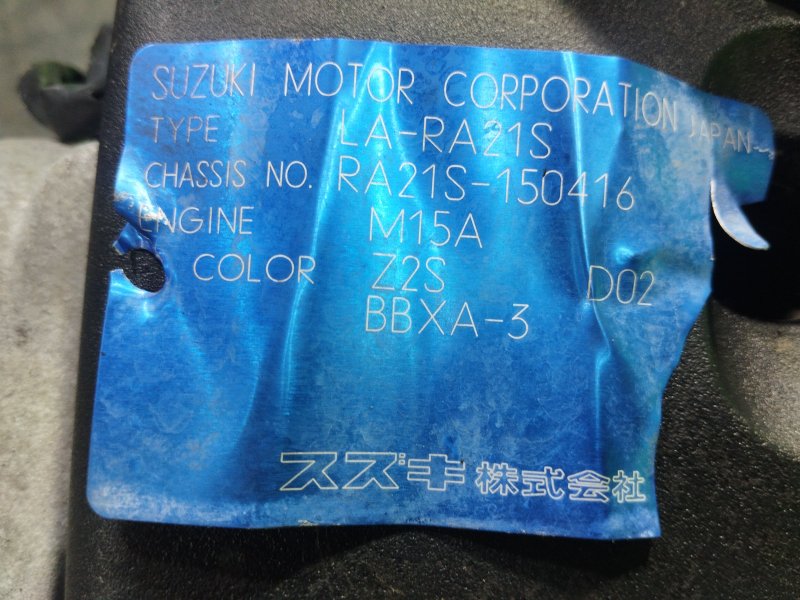 SUZUKI MOTOR CORPORATION JAPAN
TYPE LA-RA21S
CHASSIS NO. RA21S-150416
ENGINE M15A
COLOR Z2S D02
BBXA-3
スズキ株式会社